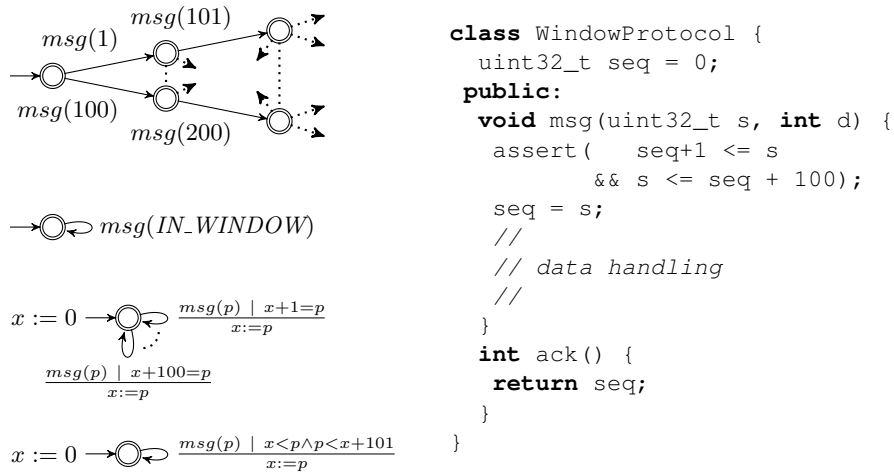 msg(101)
msg(1)
msg(100)
msg(200)
msg(IN_WINDOW)
x := 0
msg(p) | x+1=p
x:=p
msg(p) | x+100=p
x:=p
x := 0
msg(p) | x<p∧p<x+101
x:=p
class WindowProtocol {
uint32_t seq = 0;
public:
void msg(uint32_t s, int d) {
assert( seq+1 <= s
&& s <= seq + 100);
seq = s;
//
// data handling
//
}
int ack() {
return seq;
}
}